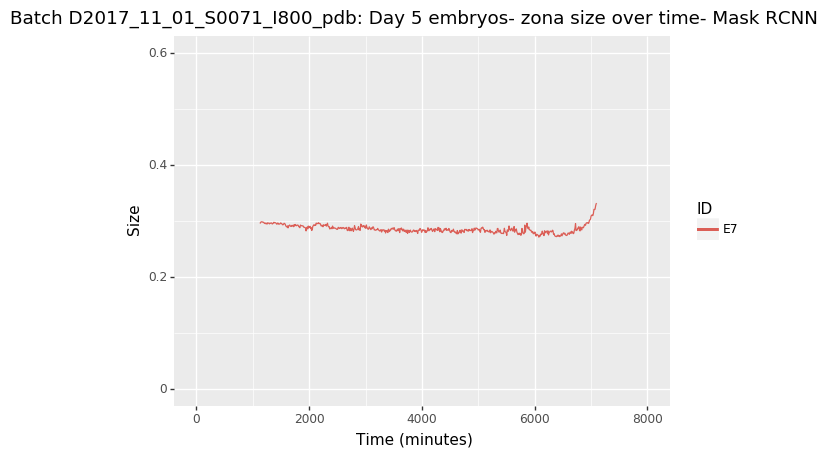 Batch D2017_11_01_S0071_I800_pdb: Day 5 embryos- zona size over time- Mask RCNN
0.6
0.4
0.2
0
Size
0 2000 4000 6000 8000
Time (minutes)
ID
E7